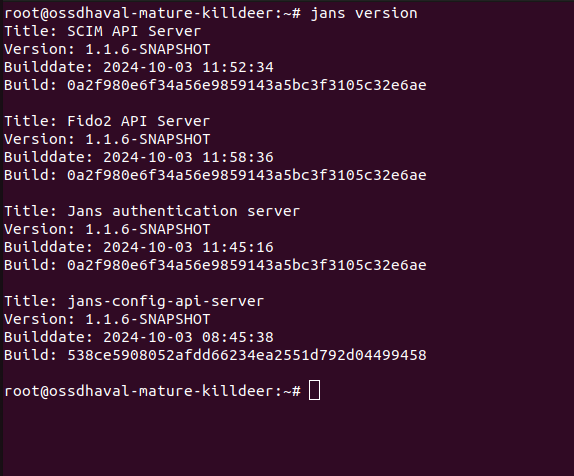 root@ossdhaval-mature-killdeer:~# jans version
Title: SCIM API Server
Version: 1.1.6-SNAPSHOT
Builddate: 2024-10-03 11:52:34
Build: 0a2f980e6f34a56e9859143a5bc3f3105c32e6ae
Title: Fido2 API Server
Version: 1.1.6-SNAPSHOT
Builddate: 2024-10-03 11:58:36
Build: 0a2f980e6f34a56e9859143a5bc3f3105c32e6ae
Title: Jans authentication server
Version: 1.1.6-SNAPSHOT
Builddate: 2024-10-03 11:45:16
Build: 0a2f980e6f34a56e9859143a5bc3f3105c32e6ae
Title: jans-config-api-server
Version: 1.1.6-SNAPSHOT
Builddate: 2024-10-03 08:45:38
Build: 538ce5908052afdd66234ea2551d792d04499458
root@ossdhaval-mature-killdeer:~#